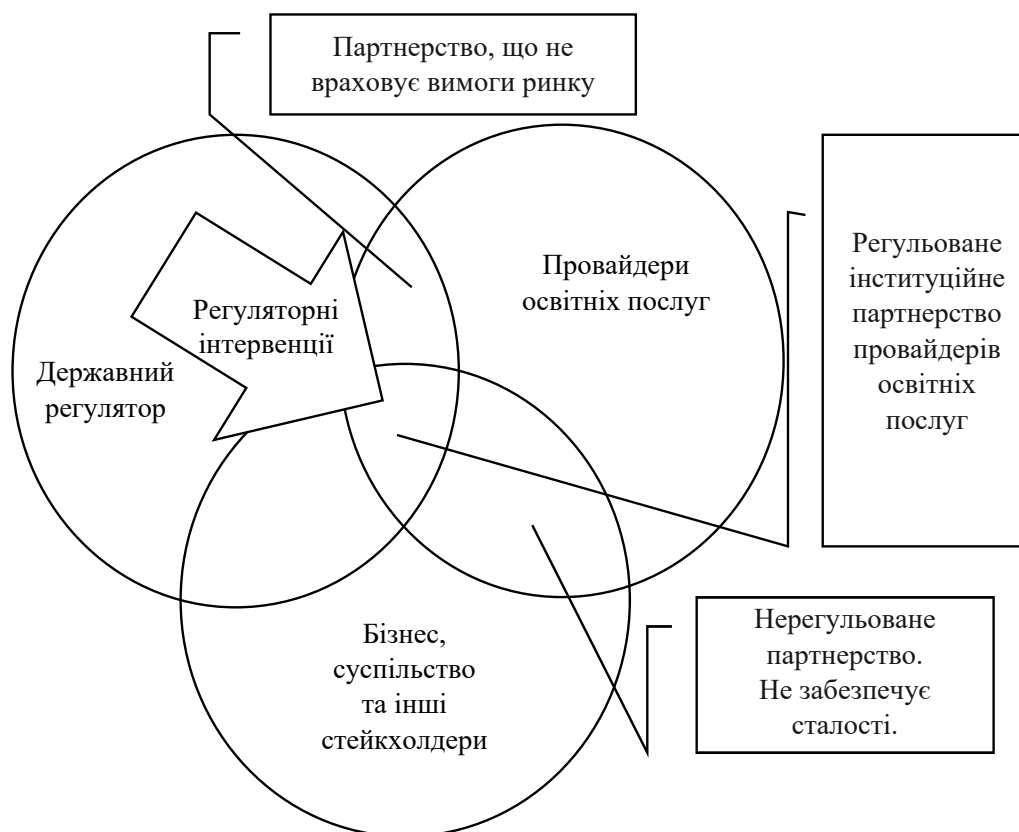 Партнерство, що не
враховує вимоги ринку
Провайдери
освітніх послуг
Регульоване
інституційне
партнерство
провайдерів
освітніх
послуг
Регуляторні
інтервенції
Державний
регулятор
Бізнес,
суспільство
та інші
стейкхолдери
Нерегульоване
партнерство.
Не забезпечує
сталості.